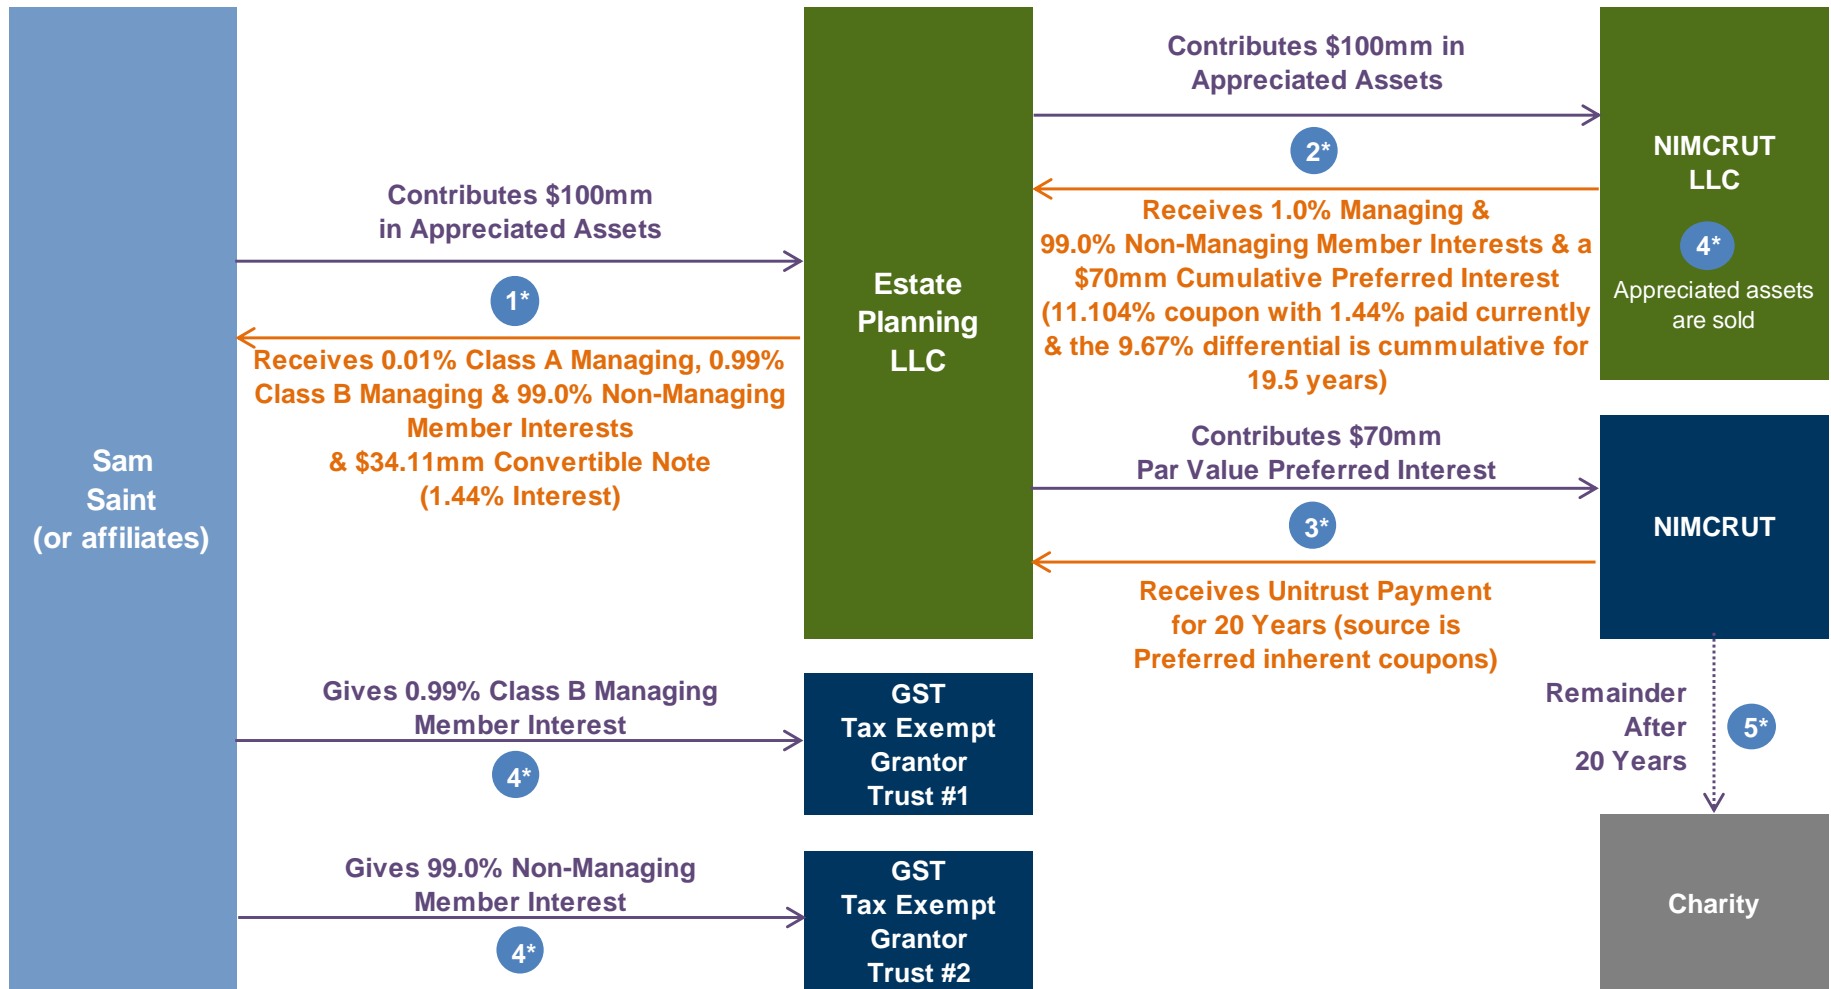 Sam
Saint
(or affiliates)
Contributes $100mm
in Appreciated Assets
1*
Receives 0.01% Class A Managing, 0.99%
Class B Managing & 99.0% Non-Managing
Member Interests
& $34.11mm Convertible Note
(1.44% Interest)
Estate
Planning
LLC
Contributes $100mm in
Appreciated Assets
2*
Receives 1.0% Managing &
99.0% Non-Managing Member Interests & a
$70mm Cumulative Preferred Interest
(11.104% coupon with 1.44% paid currently
& the 9.67% differential is cummulative for
19.5 years)
NIMCRUT
LLC
4*
Appreciated assets
are sold
Contributes $70mm
Par Value Preferred Interest
3*
Receives Unitrust Payment
for 20 Years (source is
Preferred inherent coupons)
NIMCRUT
Gives 0.99% Class B Managing
Member Interest
4*
GST
Tax Exempt
Grantor
Trust #1
Remainder
After
20 Years
5*
Gives 99.0% Non-Managing
Member Interest
4*
GST
Tax Exempt
Grantor
Trust #2
Charity